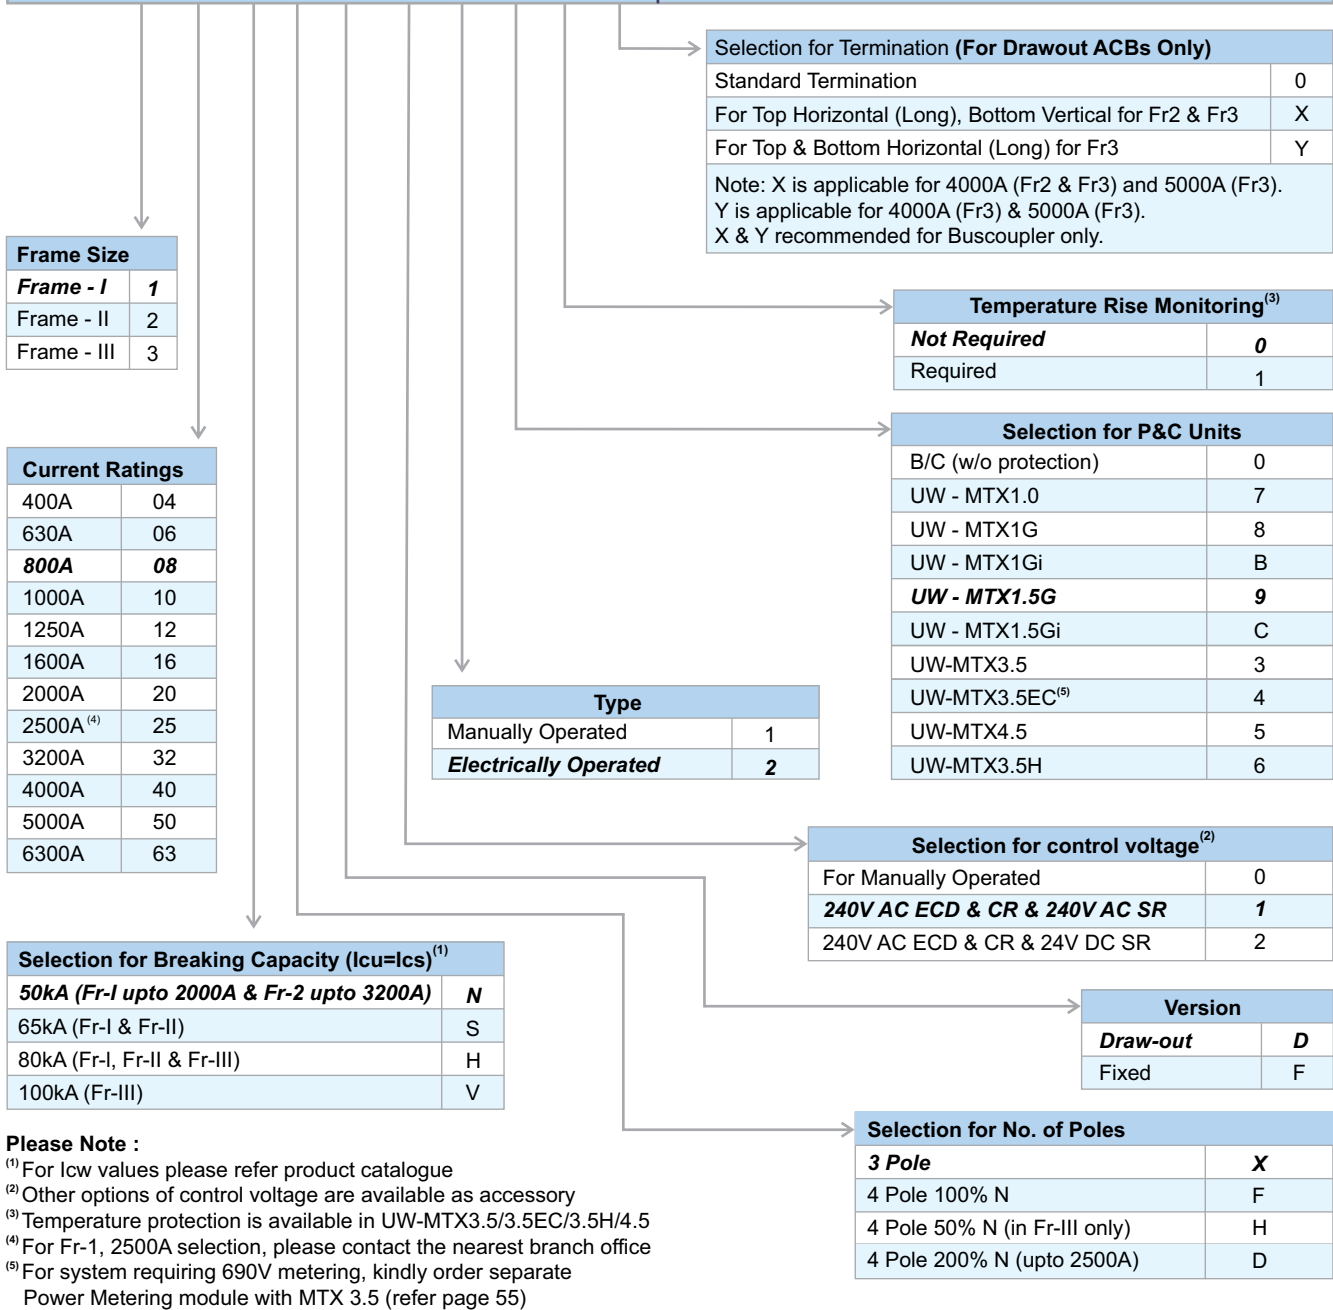 Selection for Termination (For Drawout ACBs Only)
Standard Termination 0
For Top Horizontal (Long), Bottom Vertical for Fr2 & Fr3 X
For Top & Bottom Horizontal (Long) for Fr3 Y
Note: X is applicable for 4000A (Fr2 & Fr3) and 5000A (Fr3).
Y is applicable for 4000A (Fr3) & 5000A (Fr3).
X & Y recommended for Buscoupler only.
Frame Size
Frame - I 1
Frame - II 2
Frame - III 3
Temperature Rise Monitoring(3)
Not Required 0
Required 1
Selection for P&C Units
B/C (w/o protection) 0
UW - MTX1.0 7
UW - MTX1G 8
UW - MTX1Gi B
UW - MTX1.5G 9
UW - MTX1.5Gi C
UW-MTX3.5 3
UW-MTX3.5EC(5) 4
UW-MTX4.5 5
UW-MTX3.5H 6
Current Ratings
400A 04
630A 06
800A 08
1000A 10
1250A 12
1600A 16
2000A 20
2500A (4) 25
3200A 32
4000A 40
5000A 50
6300A 63
Type
Manually Operated 1
Electrically Operated 2
Selection for control voltage(2)
For Manually Operated 0
240V AC ECD & CR & 240V AC SR 1
240V AC ECD & CR & 24V DC SR 2
Selection for Breaking Capacity (Icu=Ics)(1)
50kA (Fr-I upto 2000A & Fr-2 upto 3200A) N
65kA (Fr-I & Fr-II) S
80kA (Fr-I, Fr-II & Fr-III) H
100kA (Fr-III) V
Version
Draw-out D
Fixed F
Selection for No. of Poles
3 Pole X
4 Pole 100% N F
4 Pole 50% N (in Fr-III only) H
4 Pole 200% N (upto 2500A) D
Please Note :
(1) For Icw values please refer product catalogue
(2) Other options of control voltage are available as accessory
(3) Temperature protection is available in UW-MTX3.5/3.5EC/3.5H/4.5
(4) For Fr-1, 2500A selection, please contact the nearest branch office
(5) For system requiring 690V metering, kindly order separate
Power Metering module with MTX 3.5 (refer page 55)